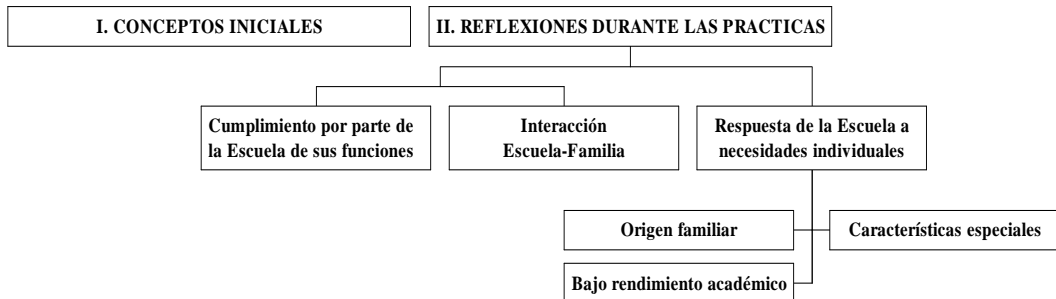 I. CONCEPTOS INICIALES
II. REFLEXIONES DURANTE LAS PRACTICAS
Cumplimiento por parte de
la Escuela de sus funciones
Interacción
Escuela-Familia
Respuesta de la Escuela a
necesidades individuales
Origen familiar
Características especiales
Bajo rendimiento académico